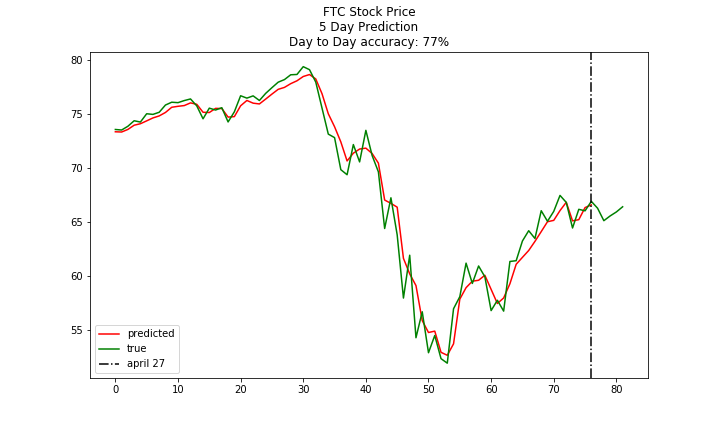 FTC Stock Price
5 Day Prediction
Day to Day accuracy: 77%
80
75
70
65
60
55
predicted
true
april 27
0 10 20 30 40 50 60 70 80